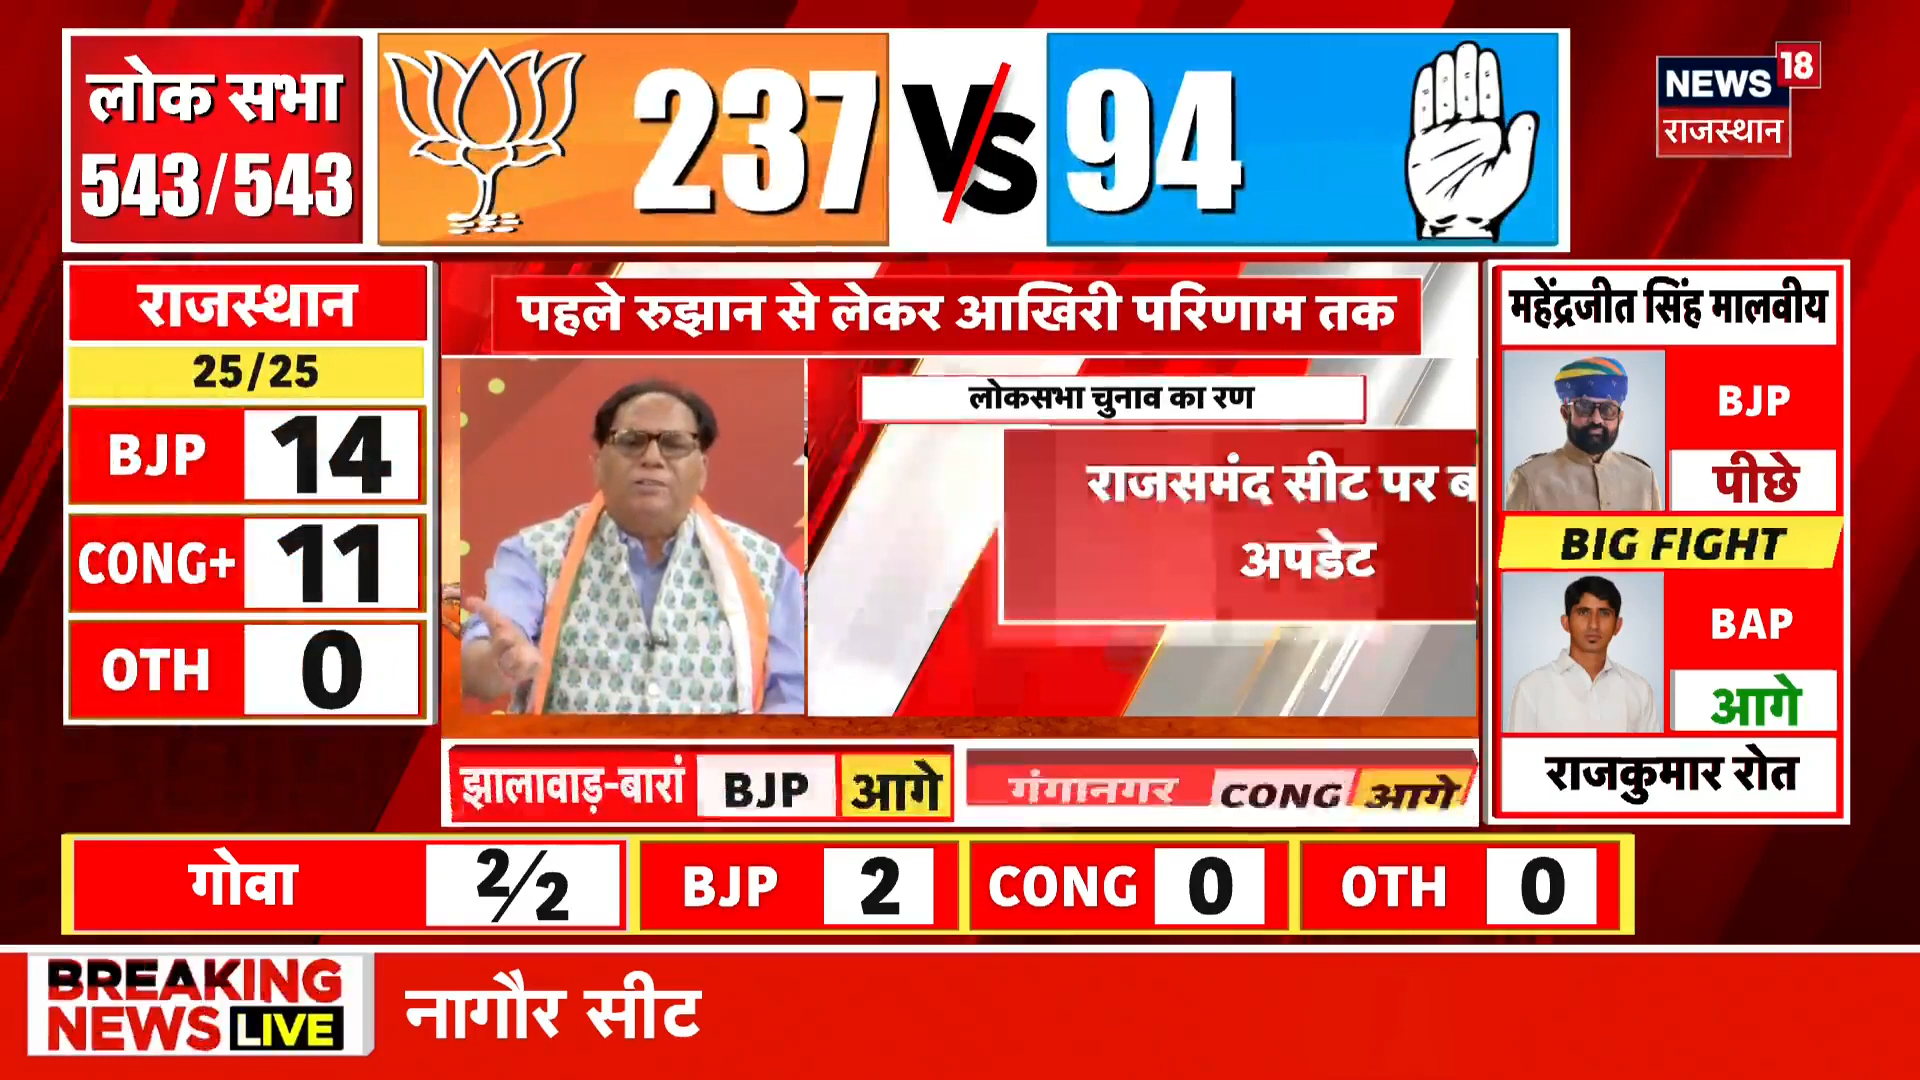 लोक सभा
543/543
237 VS 94
NEWS 18
राजस्थान
राजस्थान
25/25
BJP 14
CONG+ 11
OTH 0
पहले रुझान से लेकर आखिरी परिणाम तक
लोकसभा चुनाव का रण
राजसमंद सीट पर
अपडेट
महेंद्रजीत सिंह मालवीय
BJP
पीछे
BIG FIGHT
BAP
आगे
राजकुमार रोत
झालावाड़-बारां BJP आगे
गंगानगर CONG आगे
गोवा 2/2 BJP 2 CONG 0 OTH 0
BREAKING
NEWS LIVE
नागौर सीट